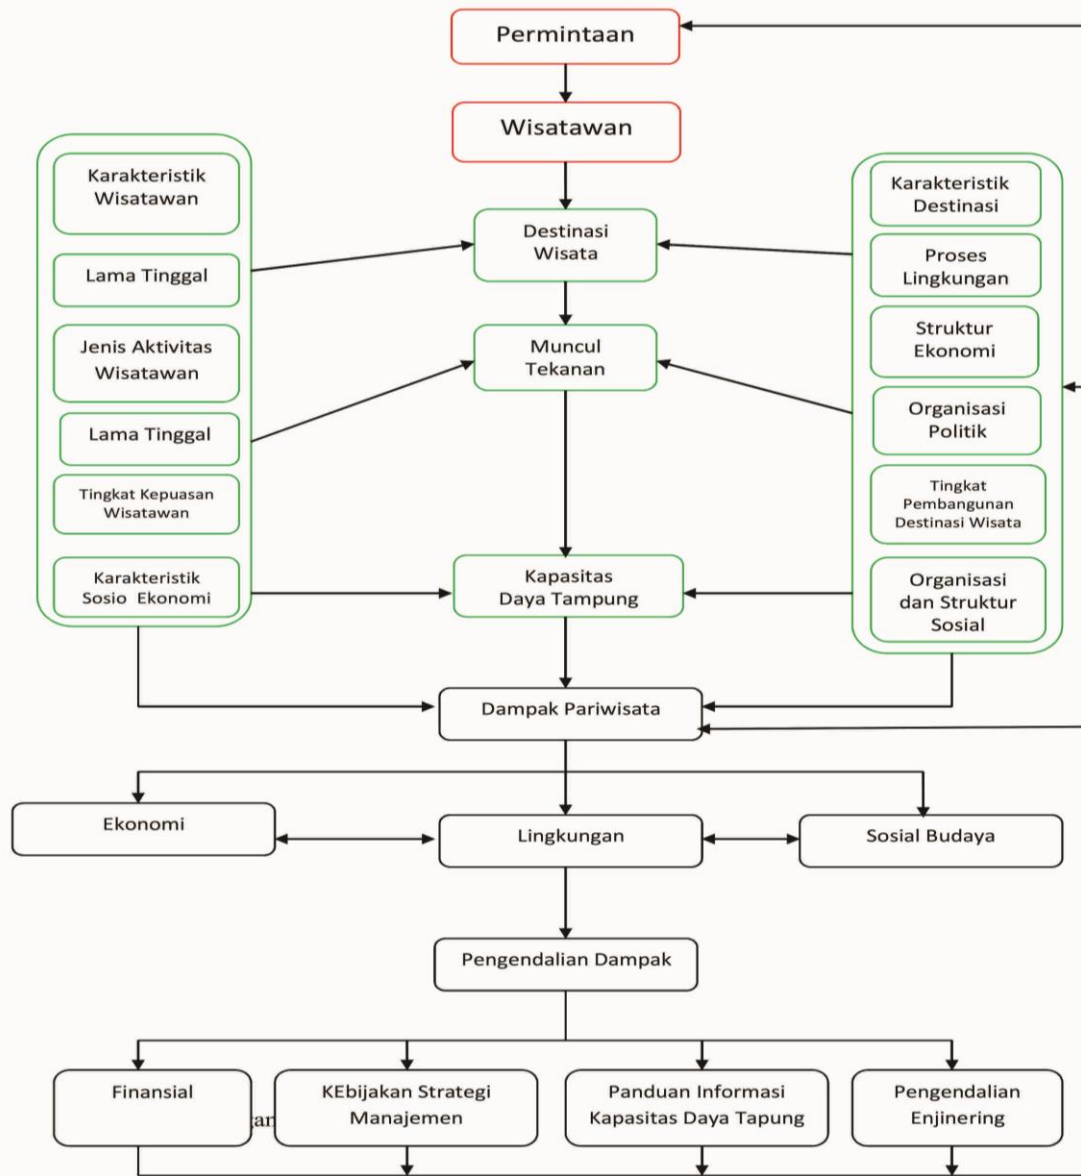 Permintaan
Wisatawan
Karakteristik
Wisatawan
Lama Tinggal
Jenis Aktivitas
Wisatawan
Lama Tinggal
Tingkat Kepuasan
Wisatawan
Karakteristik
Sosio Ekonomi
Destinasi
Wisata
Muncul
Tekanan
Kapasitas
Daya Tampung
Karakteristik
Destinasi
Proses
Lingkungan
Struktur
Ekonomi
Organisasi
Politik
Tingkat
Pembangunan
Destinasi Wisata
Organisasi
dan Struktur
Sosial
Dampak Pariwisata
Ekonomi
Lingkungan
Sosial Budaya
Pengendalian Dampak
Finansial
KEbijakan Strategi
Manajemen
Panduan Informasi
Kapasitas Daya Tapung
Pengendalian
Enjinering